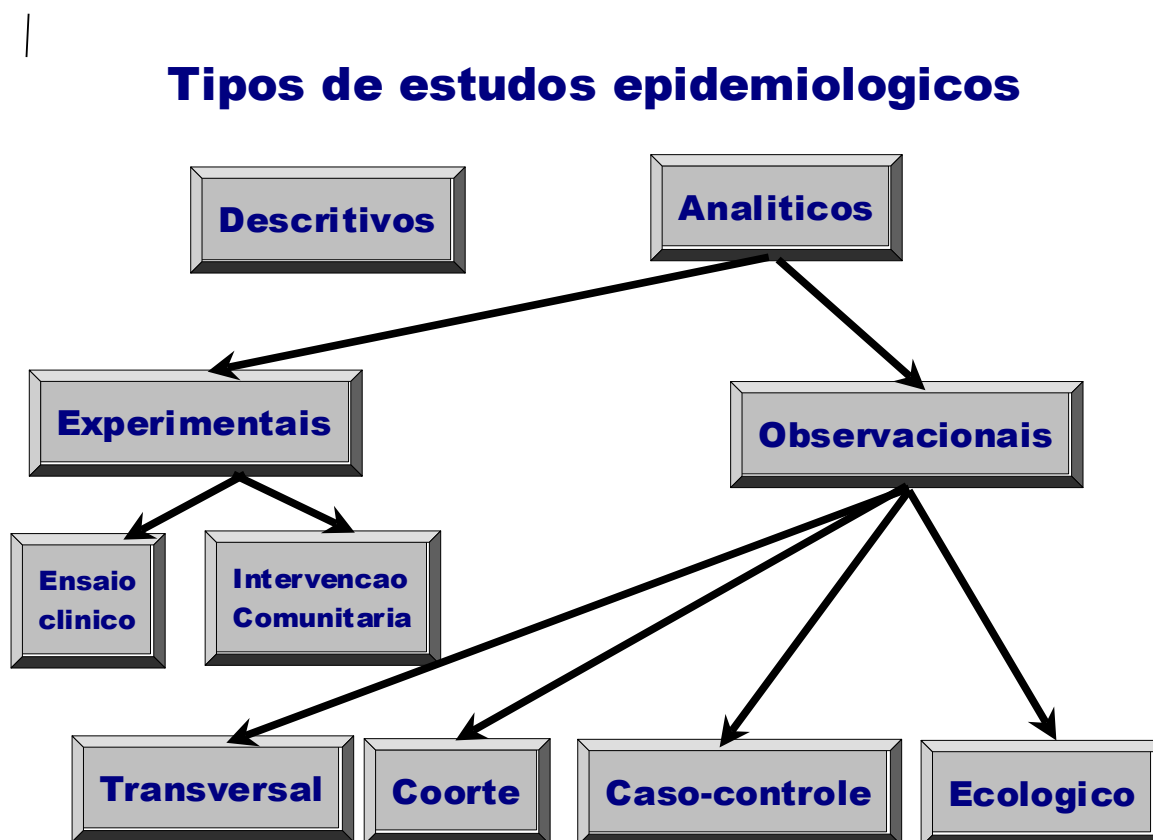 Tipos de estudos epidemiologicos
Descritivos
Analiticos
Experimentais
Observacionais
Ensaio
clinico
Intervencao
Comunitaria
Transversal
Coorte
Caso-controle
Ecologico